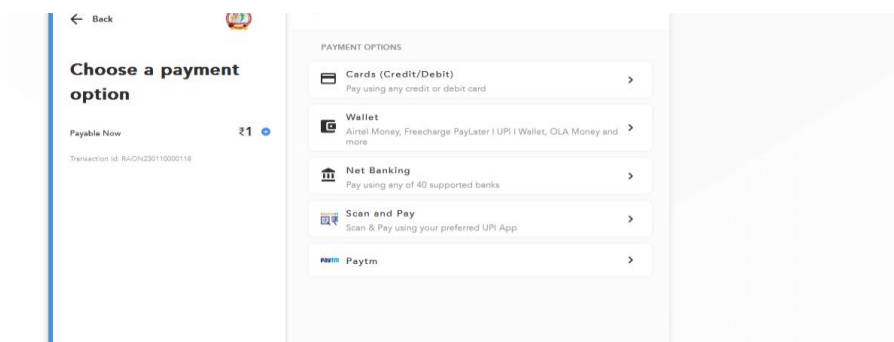 ← Back
Choose a payment
option
Payable Now ₹1
Transaction Id: RAON230110000118
PAYMENT OPTIONS
Cards (Credit/Debit)
Pay using any credit or debit card
Wallet
Airtel Money, Freecharge PayLater I UPI I Wallet, OLA Money and
more
Net Banking
Pay using any of 40 supported banks
Scan and Pay
Scan & Pay using your preferred UPI App
Paytm Paytm